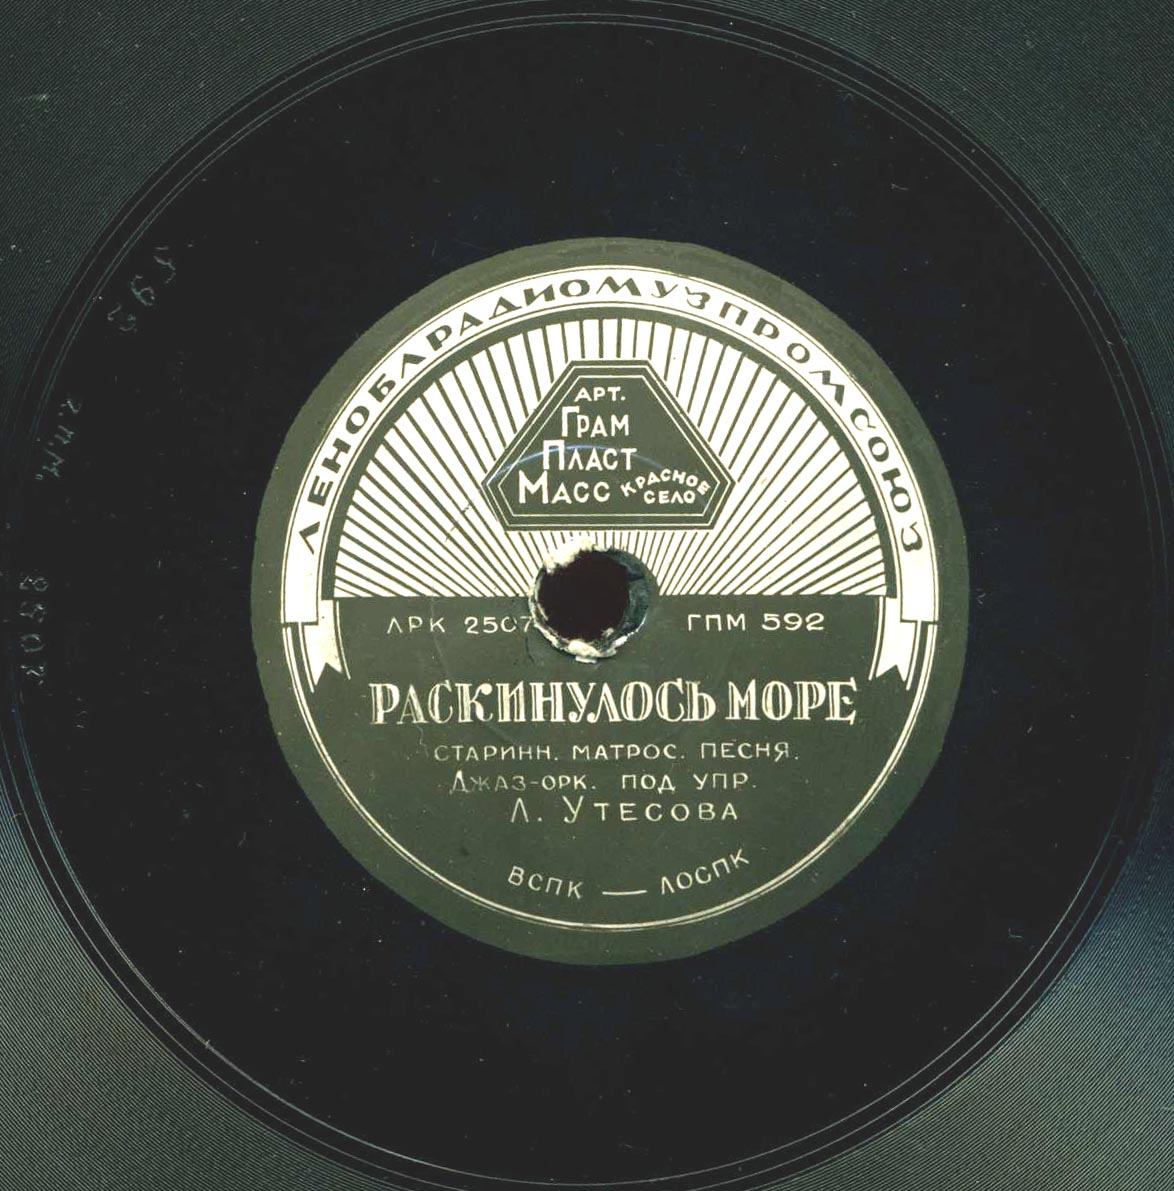 ЛЕНОБЛРАДИОМУЗПРОМСОЮЗ
АРТ.
ГРАМ
ПЛАСТ
МАСС КРАСНОЕ СЕЛО
ЛРК 2507 ГПМ 592
РАСКИНУЛОСЬ МОРЕ
СТАРИНН. МАТРОС. ПЕСНЯ.
ДЖАЗ-ОРК. ПОД УПР.
Л. УТЕСОВА
ВСПК — ЛОСПК
592
Г.П.М.